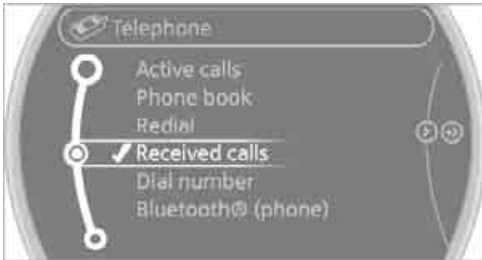 Telephone
Active calls
Phone book
Redial
Received calls
Dial number
Bluetooth® (phone)